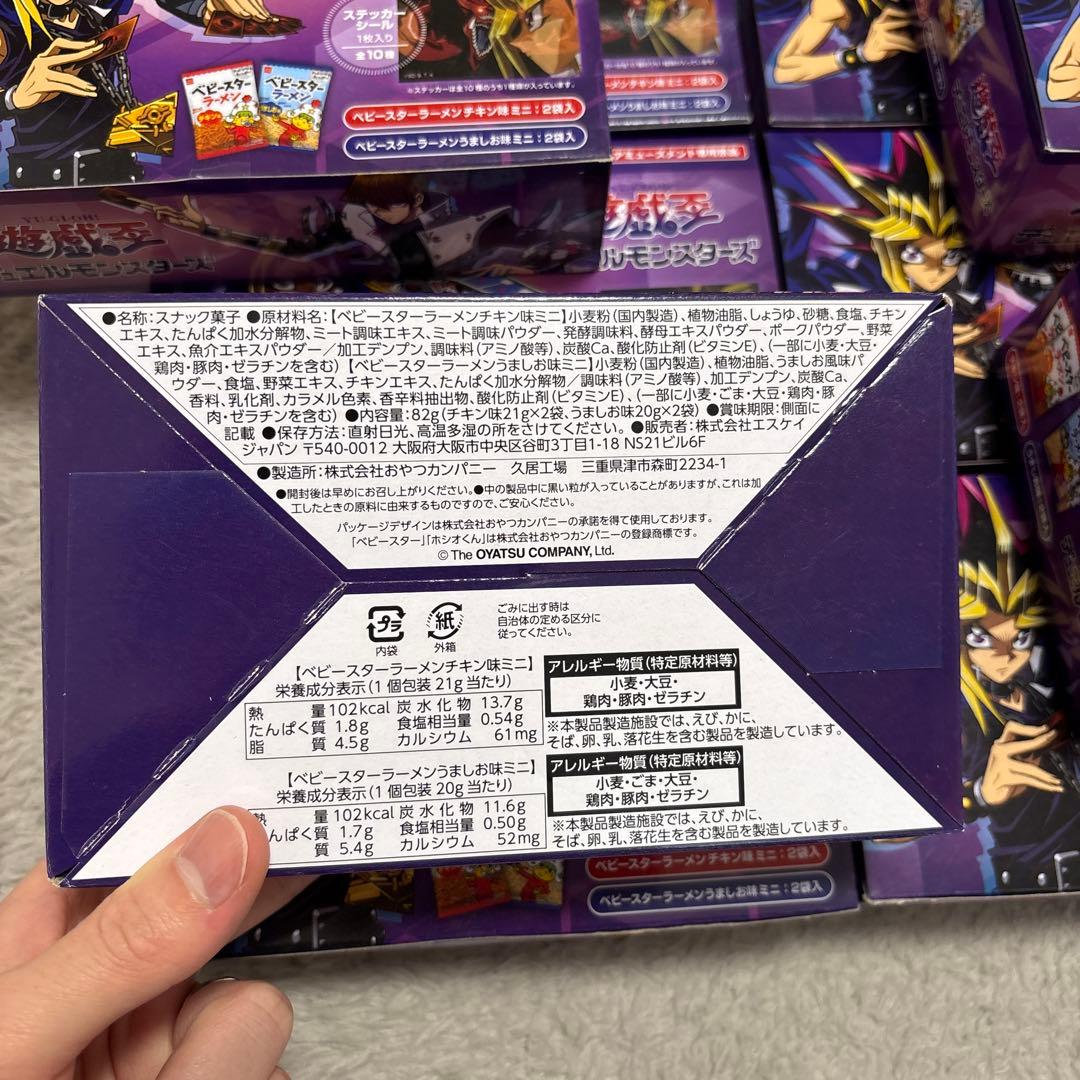 ステッカー
シール
1枚入り
全10種
ベビースター
ラーメン
チキン味
ベビースター
ラーメン
※ステッカーは全10種のうち1種類が入っています。
ベビースターラーメンチキン味ミニ:2袋入
ベビースターラーメンうましお味ミニ:2袋入
YU-GI-OH!
遊戯王
デュエルモンスターズ
●名称:スナック菓子 ●原材料名:【ベビースターラーメンチキン味ミニ】小麦粉(国内製造)、植物油脂、しょうゆ、砂糖、食塩、チキン
エキス、たんぱく加水分解物、ミート調味エキス、ミート調味パウダー、発酵調味料、酵母エキスパウダー、ポークパウダー、野菜
エキス、魚介エキスパウダー/加工デンプン、調味料(アミノ酸等)、炭酸Ca、酸化防止剤(ビタミンE)、(一部に小麦・大豆・
鶏肉・豚肉・ゼラチンを含む)【ベビースターラーメンうましお味ミニ】小麦粉(国内製造)、植物油脂、うましお風味パ
ウダー、食塩、野菜エキス、チキンエキス、たんぱく加水分解物/調味料(アミノ酸等)、加工デンプン、炭酸Ca、
香料、乳化剤、カラメル色素、香辛料抽出物、酸化防止剤(ビタミンE)、(一部に小麦・ごま・大豆・鶏肉・豚
肉・ゼラチンを含む) ●内容量:82g(チキン味21g×2袋、うましお味20g×2袋) ●賞味期限:側面に
記載 ●保存方法:直射日光、高温多湿の所をさけてください。 ●販売者:株式会社エスケイ
ジャパン 〒540-0012 大阪府大阪市中央区谷町3丁目1-18 NS21ビル6F
●製造所:株式会社おやつカンパニー 久居工場 三重県津市森町2234-1
●開封後は早めにお召し上がりください。●中の製品中に黒い粒が入っていることがありますが、これは加
工したときの原料に由来するものですので、ご安心ください。
パッケージデザインは株式会社おやつカンパニーの承諾を得て使用しております。
「ベビースター」「ホシオくん」は株式会社おやつカンパニーの登録商標です。
© The OYATSU COMPANY, Ltd.
プラ
内袋
紙
外箱
ごみに出す時は
自治体の定める区分に
従ってください。
【ベビースターラーメンチキン味ミニ】
栄養成分表示(1個包装21g当たり)
熱量 102kcal 炭水化物 13.7g
たんぱく質 1.8g 食塩相当量 0.54g
脂質 4.5g カルシウム 61mg
アレルギー物質(特定原材料等)
小麦・大豆・
鶏肉・豚肉・ゼラチン
※本製品製造施設では、えび、かに、
そば、卵、乳、落花生を含む製品を製造しています。
【ベビースターラーメンうましお味ミニ】
栄養成分表示(1個包装20g当たり)
熱量 102kcal 炭水化物 11.6g
んぱく質 1.7g 食塩相当量 0.50g
質 5.4g カルシウム 52mg
アレルギー物質(特定原材料等)
小麦・ごま・大豆・
鶏肉・豚肉・ゼラチン
※本製品製造施設では、えび、かに、
そば、卵、乳、落花生を含む製品を製造しています。
ベビースターラーメンチキン味ミニ:2袋入
ベビースターラーメンうましお味ミニ:2袋入